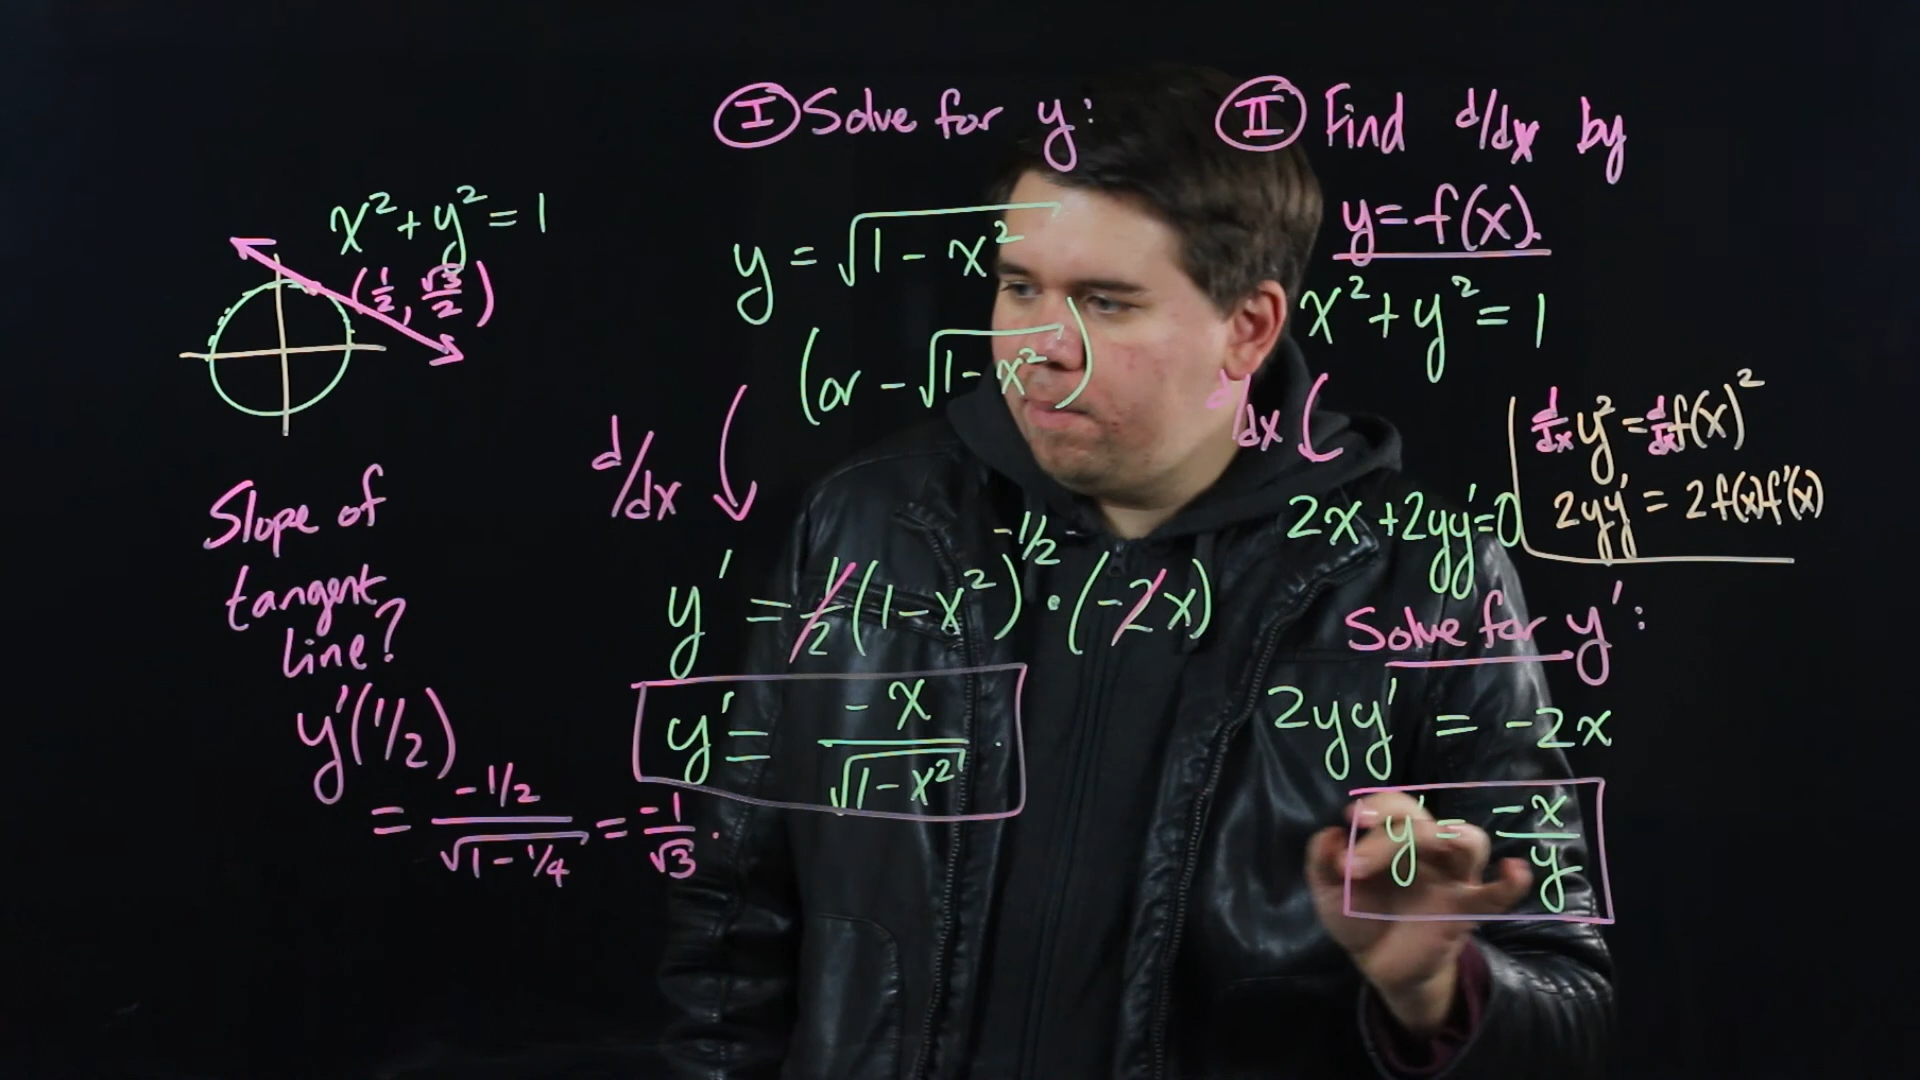 x² + y² = 1
(1/2, √3/2)
Slope of
tangent
line?
y'(1/2)
= (-1/2)/√(1 - 1/4) = -1/√3.
Ⅰ Solve for y:
y = √(1 - x²)
(or -√(1 - x²))
d/dx
y' = 1/2(1-x²)^(-1/2) · (-2x)
y' = -x/√(1-x²).
Ⅱ Find d/dx by
y = f(x).
x² + y² = 1
d/dx
2x + 2yy' = 0
d/dx y² = d/dx f(x)²
2yy' = 2f(x)f'(x)
Solve for y':
2yy' = -2x
y' = -x/y